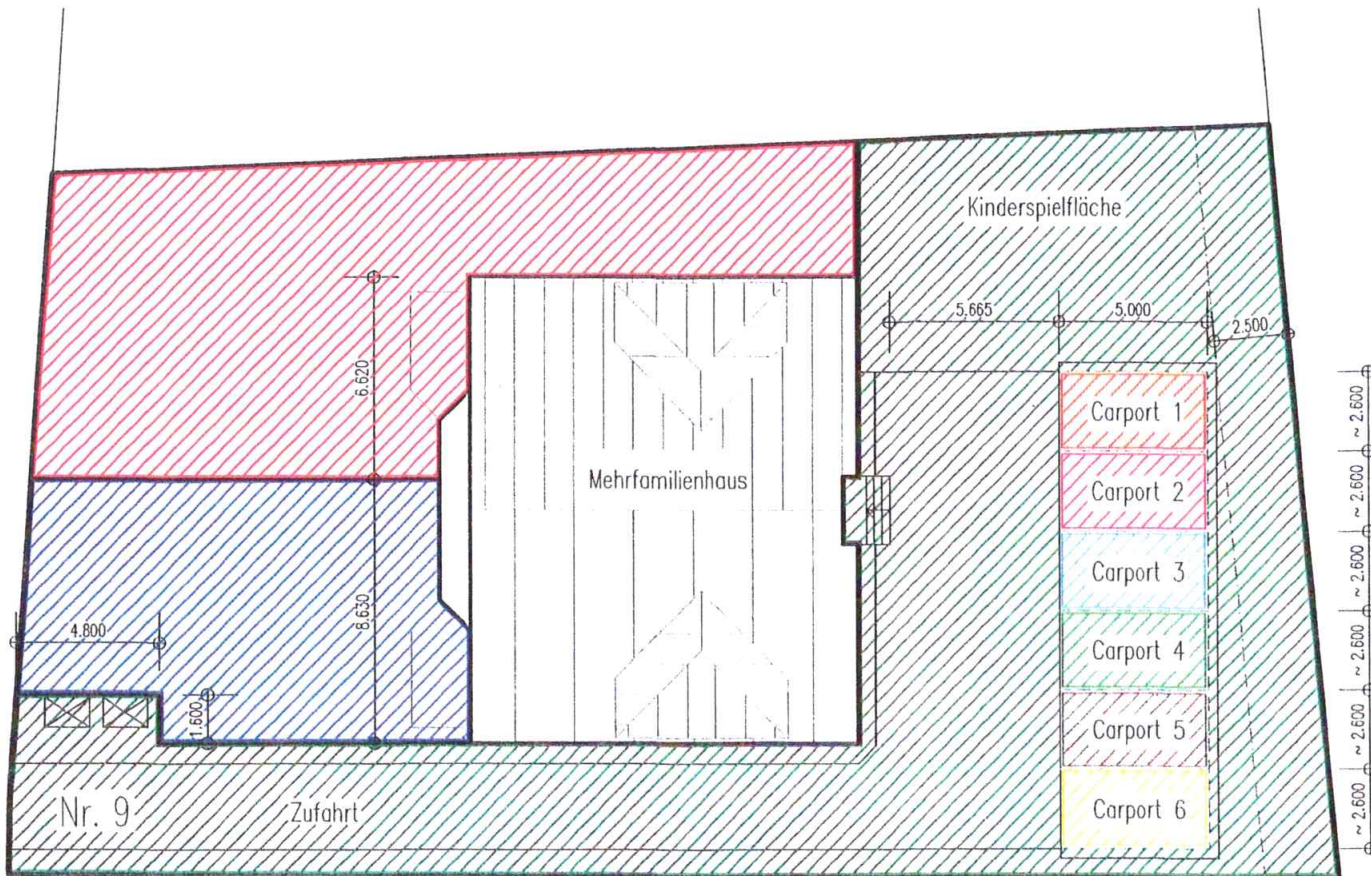 Kinderspielfläche
5.665
5.000
2.500
6.620
~ 2.600
Carport 1
~ 2.600
Carport 2
Mehrfamilienhaus
~ 2.600
Carport 3
8.630
4.800
~ 2.600
Carport 4
1.600
~ 2.600
Carport 5
~ 2.600
Carport 6
Nr. 9
Zufahrt